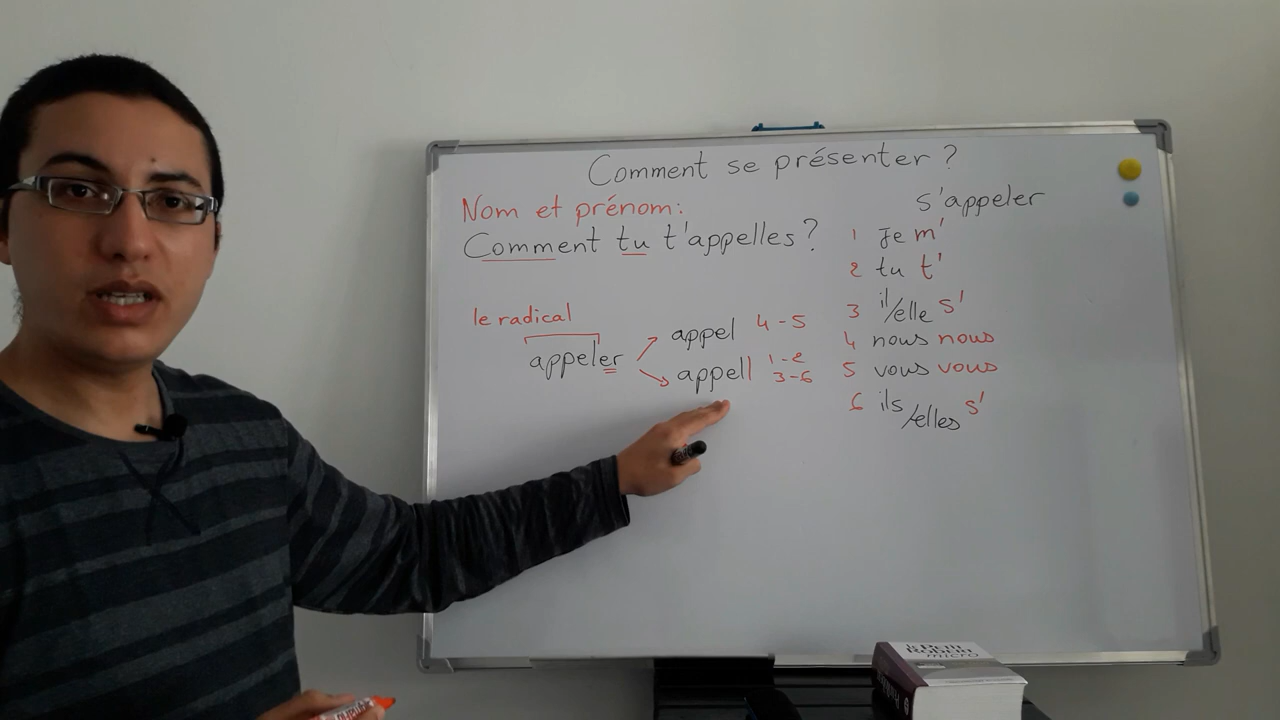 Comment se présenter ?
Nom et prénom:
Comment tu t'appelles ?
le radical
appeler
appel 4-5
appell 1-2
3-6
s'appeler
1 Je m'
2 tu t'
3 il/elle s'
4 nous nous
5 vous vous
6 ils/elles s'
micro